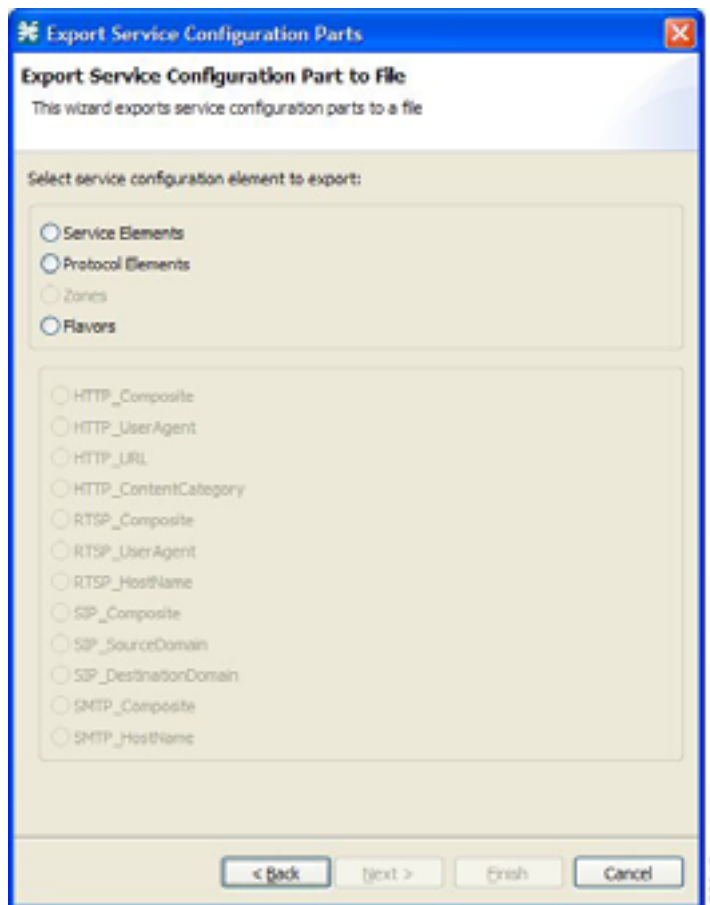 Export Service Configuration Parts
Export Service Configuration Part to File
This wizard exports service configuration parts to a file
Select service configuration element to export:
Service Elements
Protocol Elements
Zones
Flavors
HTTP_Composite
HTTP_UserAgent
HTTP_URL
HTTP_ContentCategory
RTSP_Composite
RTSP_UserAgent
RTSP_HostName
SIP_Composite
SIP_SourceDomain
SIP_DestinationDomain
SMTP_Composite
SMTP_HostName
< Back Next > Finish Cancel